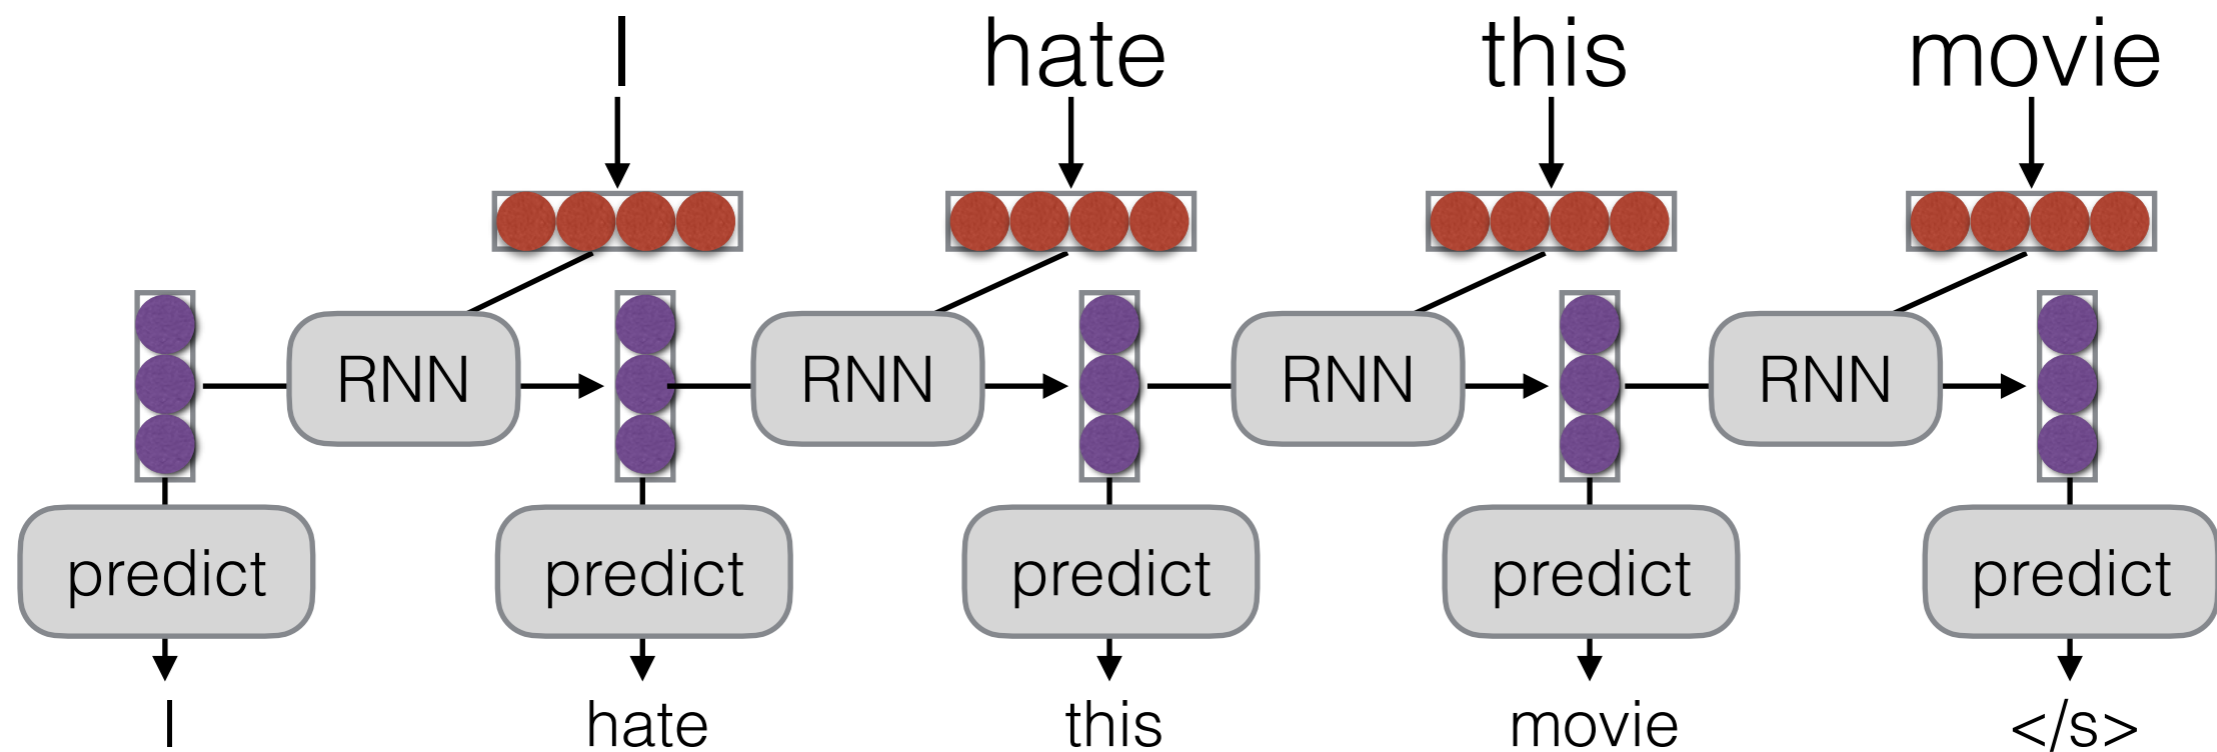 I hate this movie
RNN RNN RNN RNN
predict predict predict predict predict
I hate this movie </s>